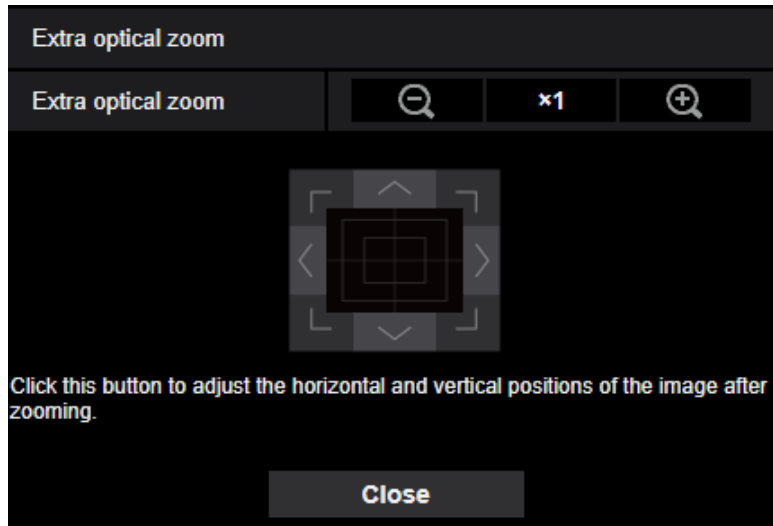 Extra optical zoom
Extra optical zoom
×1
Click this button to adjust the horizontal and vertical positions of the image after
zooming.
Close